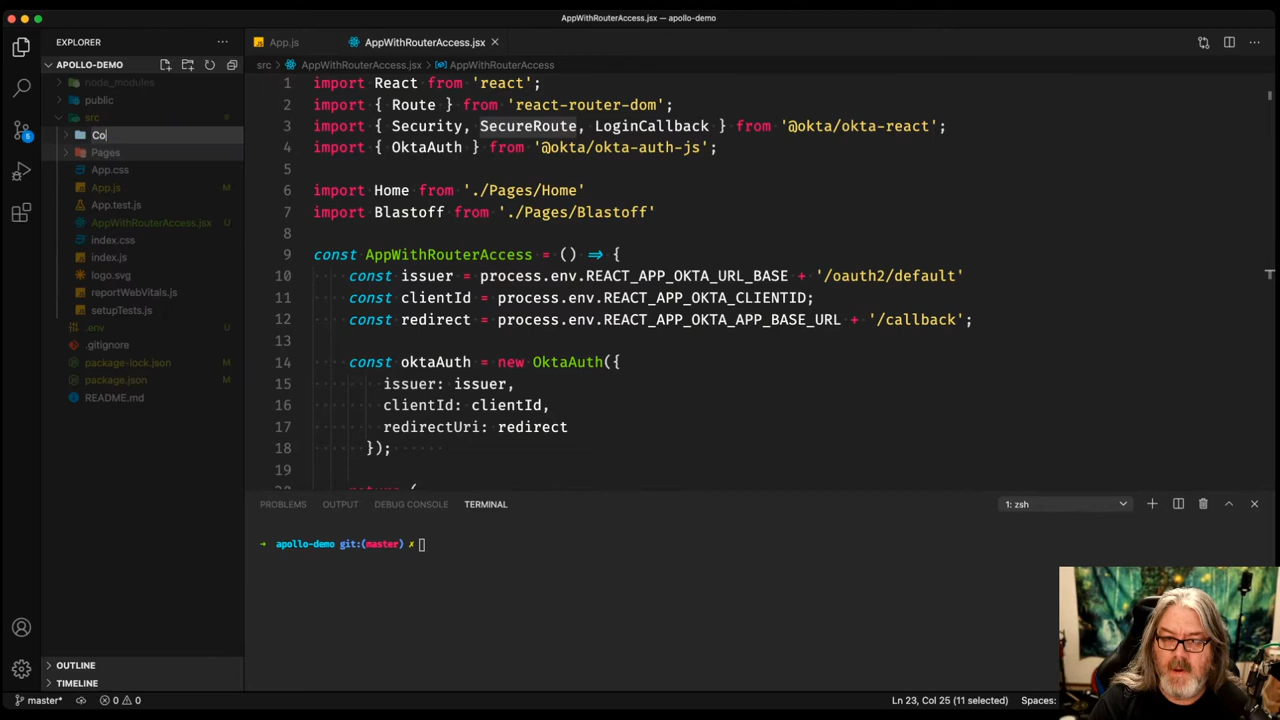 AppWithRouterAccess.jsx — apollo-demo
EXPLORER
APOLLO-DEMO
node_modules
public
src
Co
Pages
App.css
App.js M
App.test.js
AppWithRouterAccess.jsx U
index.css
index.js
logo.svg
reportWebVitals.js
setupTests.js
.env U
.gitignore
package-lock.json M
package.json M
README.md
OUTLINE
TIMELINE
App.js
AppWithRouterAccess.jsx
src › AppWithRouterAccess.jsx › AppWithRouterAccess
1 import React from 'react';
2 import { Route } from 'react-router-dom';
3 import { Security, SecureRoute, LoginCallback } from '@okta/okta-react';
4 import { OktaAuth } from '@okta/okta-auth-js';
5
6 import Home from './Pages/Home'
7 import Blastoff from './Pages/Blastoff'
8
9 const AppWithRouterAccess = () => {
10 const issuer = process.env.REACT_APP_OKTA_URL_BASE + '/oauth2/default'
11 const clientId = process.env.REACT_APP_OKTA_CLIENTID;
12 const redirect = process.env.REACT_APP_OKTA_APP_BASE_URL + '/callback';
13
14 const oktaAuth = new OktaAuth({
15 issuer: issuer,
16 clientId: clientId,
17 redirectUri: redirect
18 });
19
20 return (
PROBLEMS OUTPUT DEBUG CONSOLE TERMINAL
1: zsh
→ apollo-demo git:(master) ✗
master* 0 0
Ln 23, Col 25 (11 selected) Spaces: